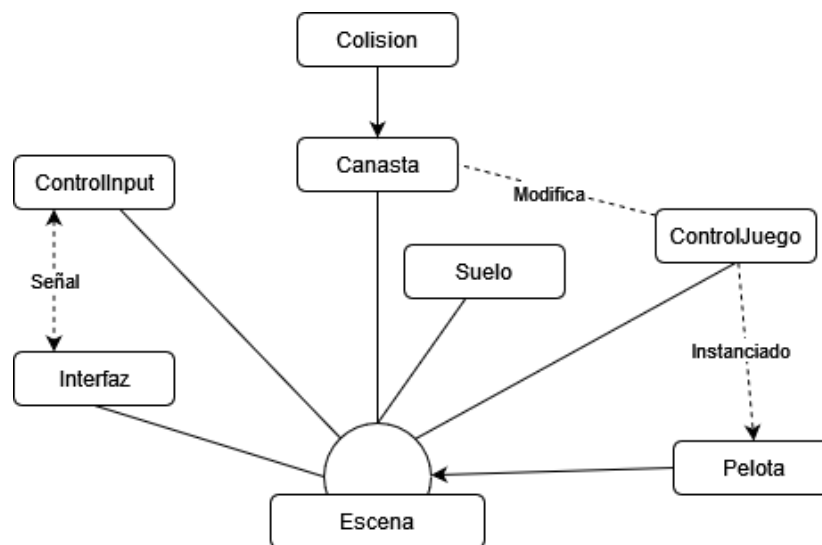 Colision
Canasta
ControlInput
Modifica
ControlJuego
Suelo
Señal
Instanciado
Interfaz
Pelota
Escena